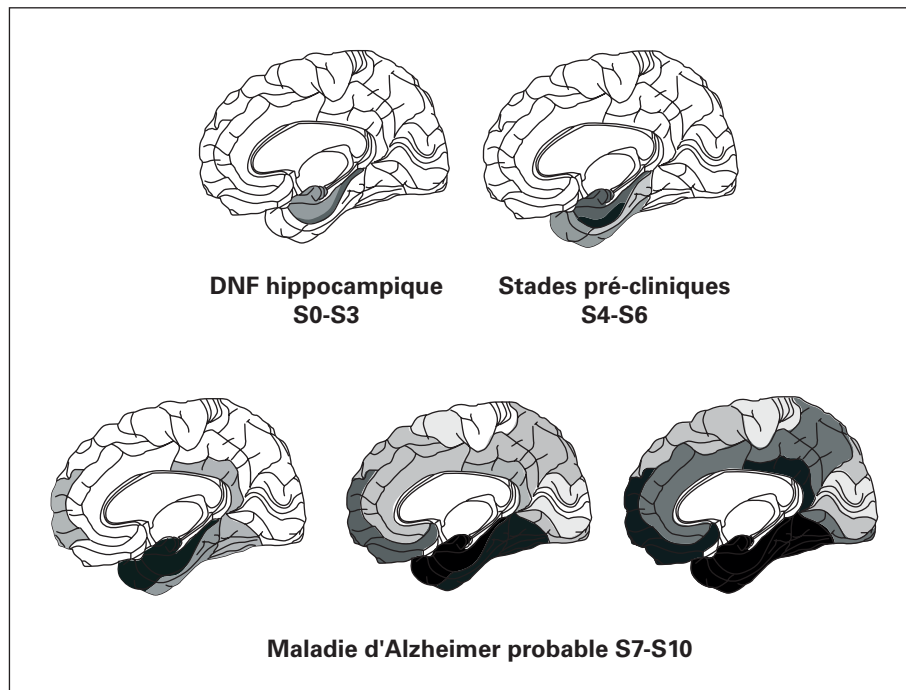 DNF hippocampique
S0-S3
Stades pré-cliniques
S4-S6
Maladie d'Alzheimer probable S7-S10